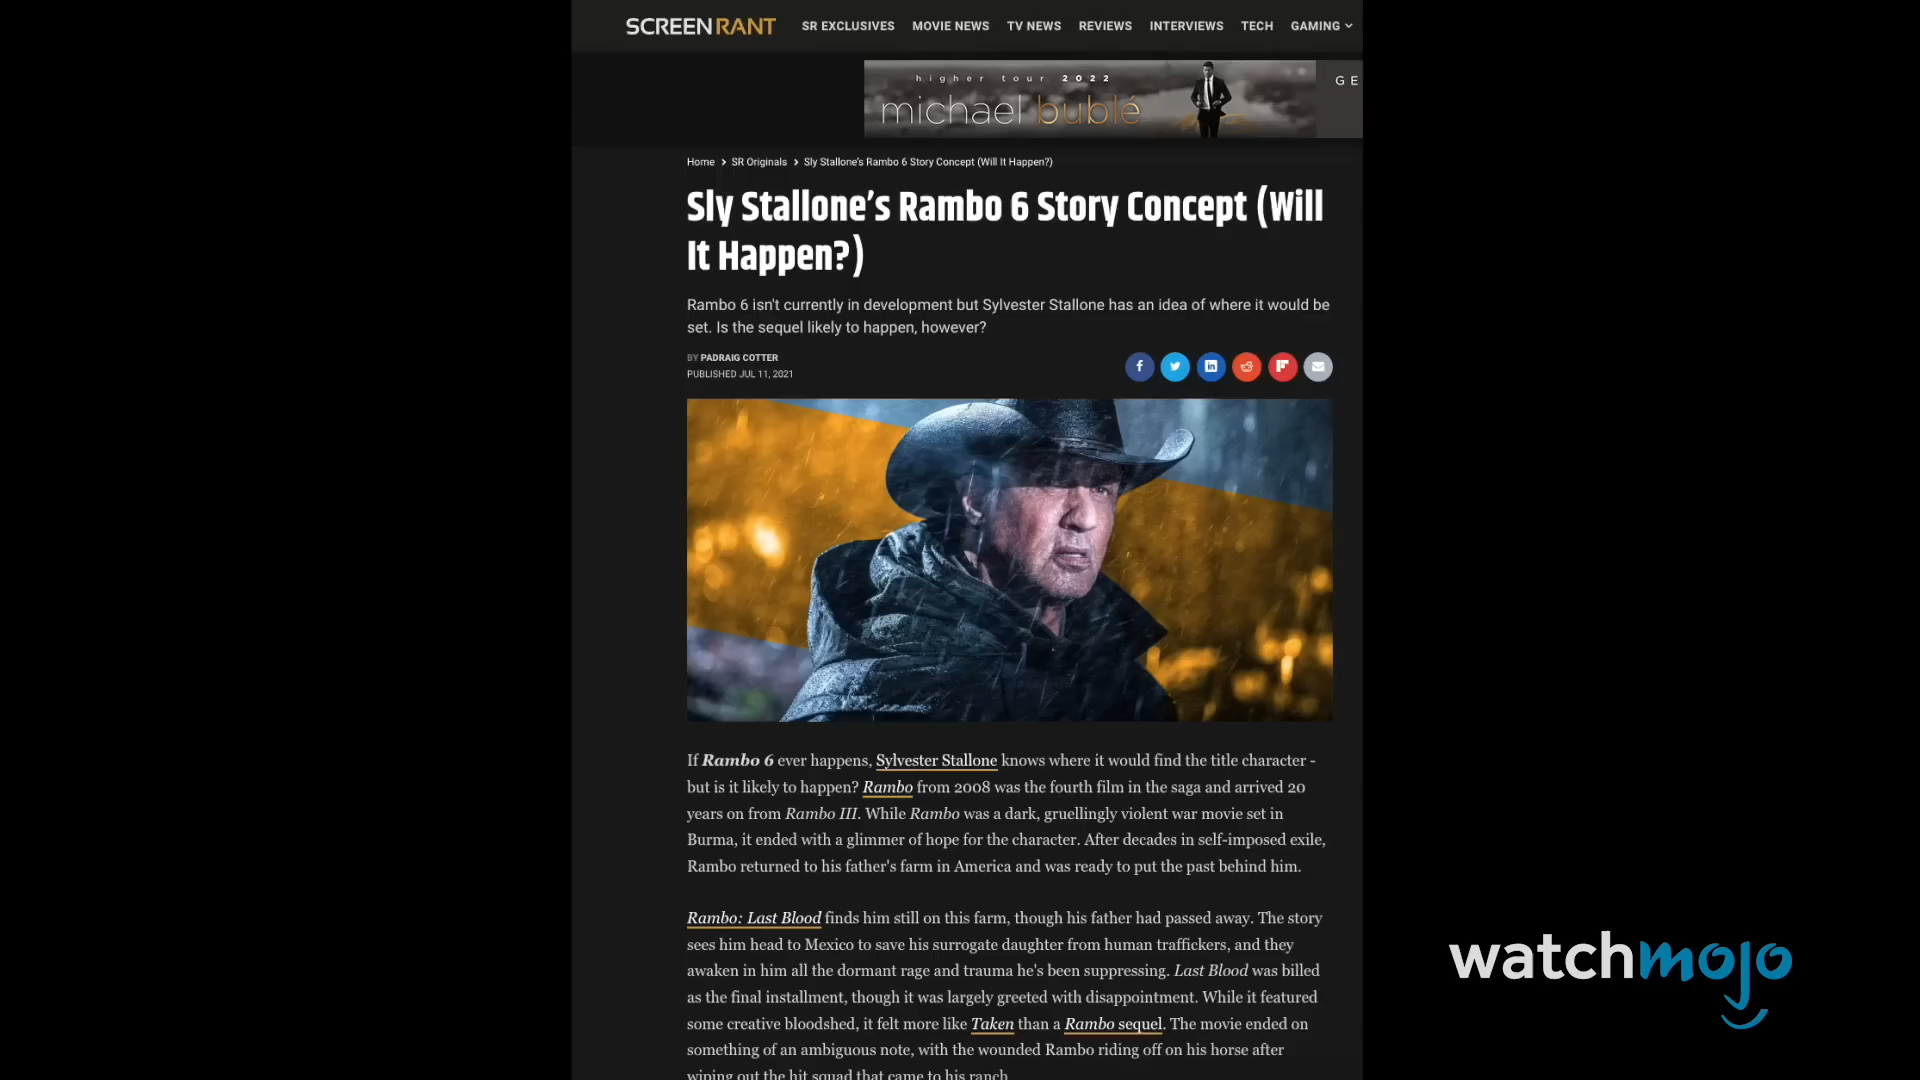 SCREENRANT SR EXCLUSIVES MOVIE NEWS TV NEWS REVIEWS INTERVIEWS TECH GAMING
higher tour 2022
michael bublé
GE
Home > SR Originals > Sly Stallone's Rambo 6 Story Concept (Will It Happen?)
Sly Stallone's Rambo 6 Story Concept (Will
It Happen?)
Rambo 6 isn't currently in development but Sylvester Stallone has an idea of where it would be
set. Is the sequel likely to happen, however?
BY PADRAIG COTTER
PUBLISHED JUL 11, 2021
If Rambo 6 ever happens, Sylvester Stallone knows where it would find the title character -
but is it likely to happen? Rambo from 2008 was the fourth film in the saga and arrived 20
years on from Rambo III. While Rambo was a dark, gruellingly violent war movie set in
Burma, it ended with a glimmer of hope for the character. After decades in self-imposed exile,
Rambo returned to his father's farm in America and was ready to put the past behind him.
Rambo: Last Blood finds him still on this farm, though his father had passed away. The story
sees him head to Mexico to save his surrogate daughter from human traffickers, and they
awaken in him all the dormant rage and trauma he's been suppressing. Last Blood was billed
as the final installment, though it was largely greeted with disappointment. While it featured
some creative bloodshed, it felt more like Taken than a Rambo sequel. The movie ended on
something of an ambiguous note, with the wounded Rambo riding off on his horse after
wiping out the hit squad that came to his ranch.
watchmojo